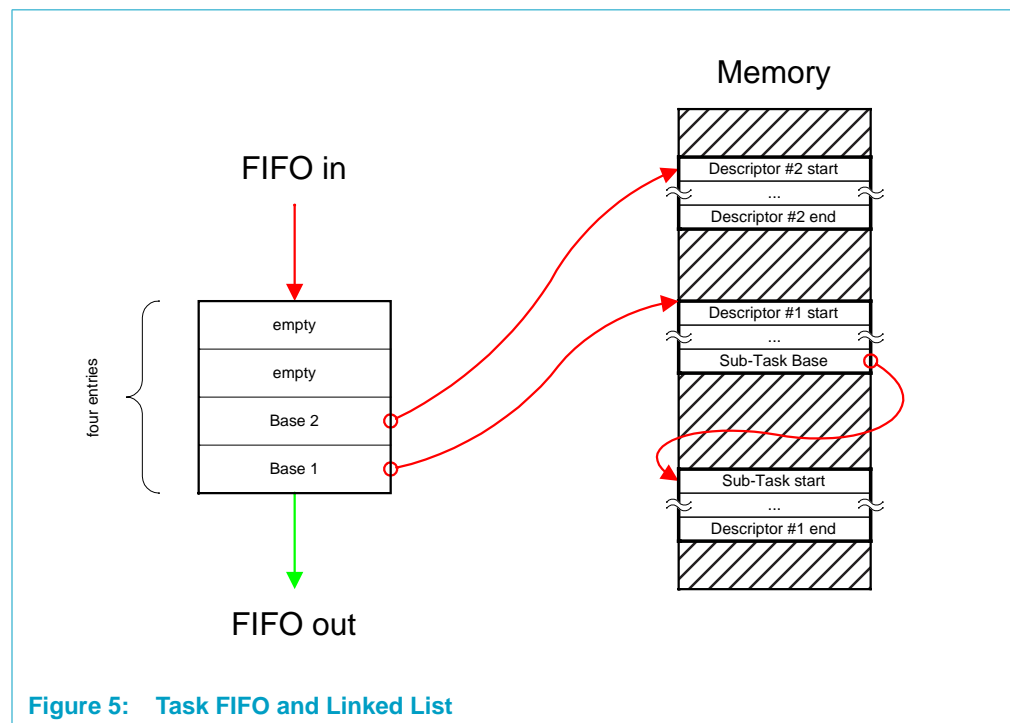 Memory
FIFO in
Descriptor #2 start
...
Descriptor #2 end
empty
empty
Base 2
Base 1
four entries
Descriptor #1 start
...
Sub-Task Base
Sub-Task start
...
Descriptor #1 end
FIFO out
Figure 5: Task FIFO and Linked List